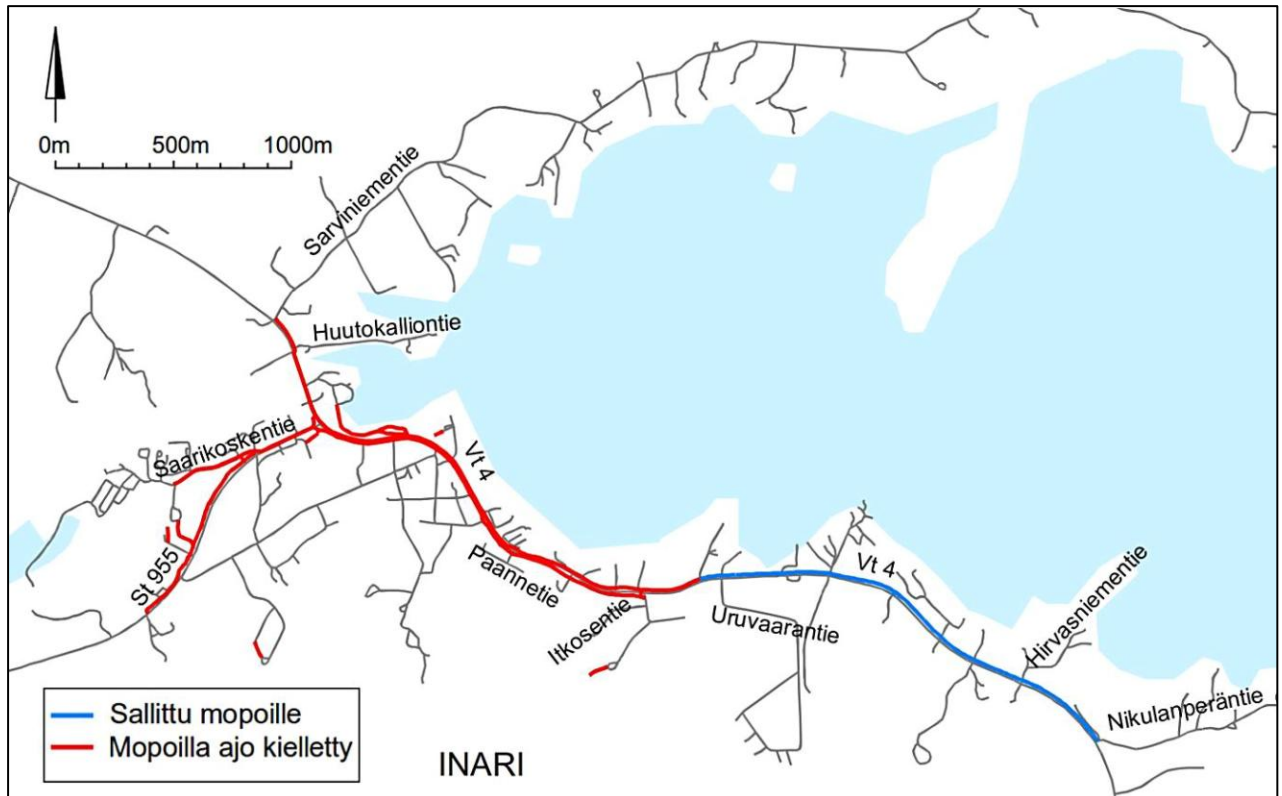 0m 500m 1000m
Sarviniementie
Huutokalliontie
Saarikoskentie
Vt 4
St 955
Paannetie
Itkosentie
Uruvaarantie
Vt 4
Hirvasniementie
Nikulanperäntie
Sallittu mopoille
Mopoilla ajo kielletty
INARI